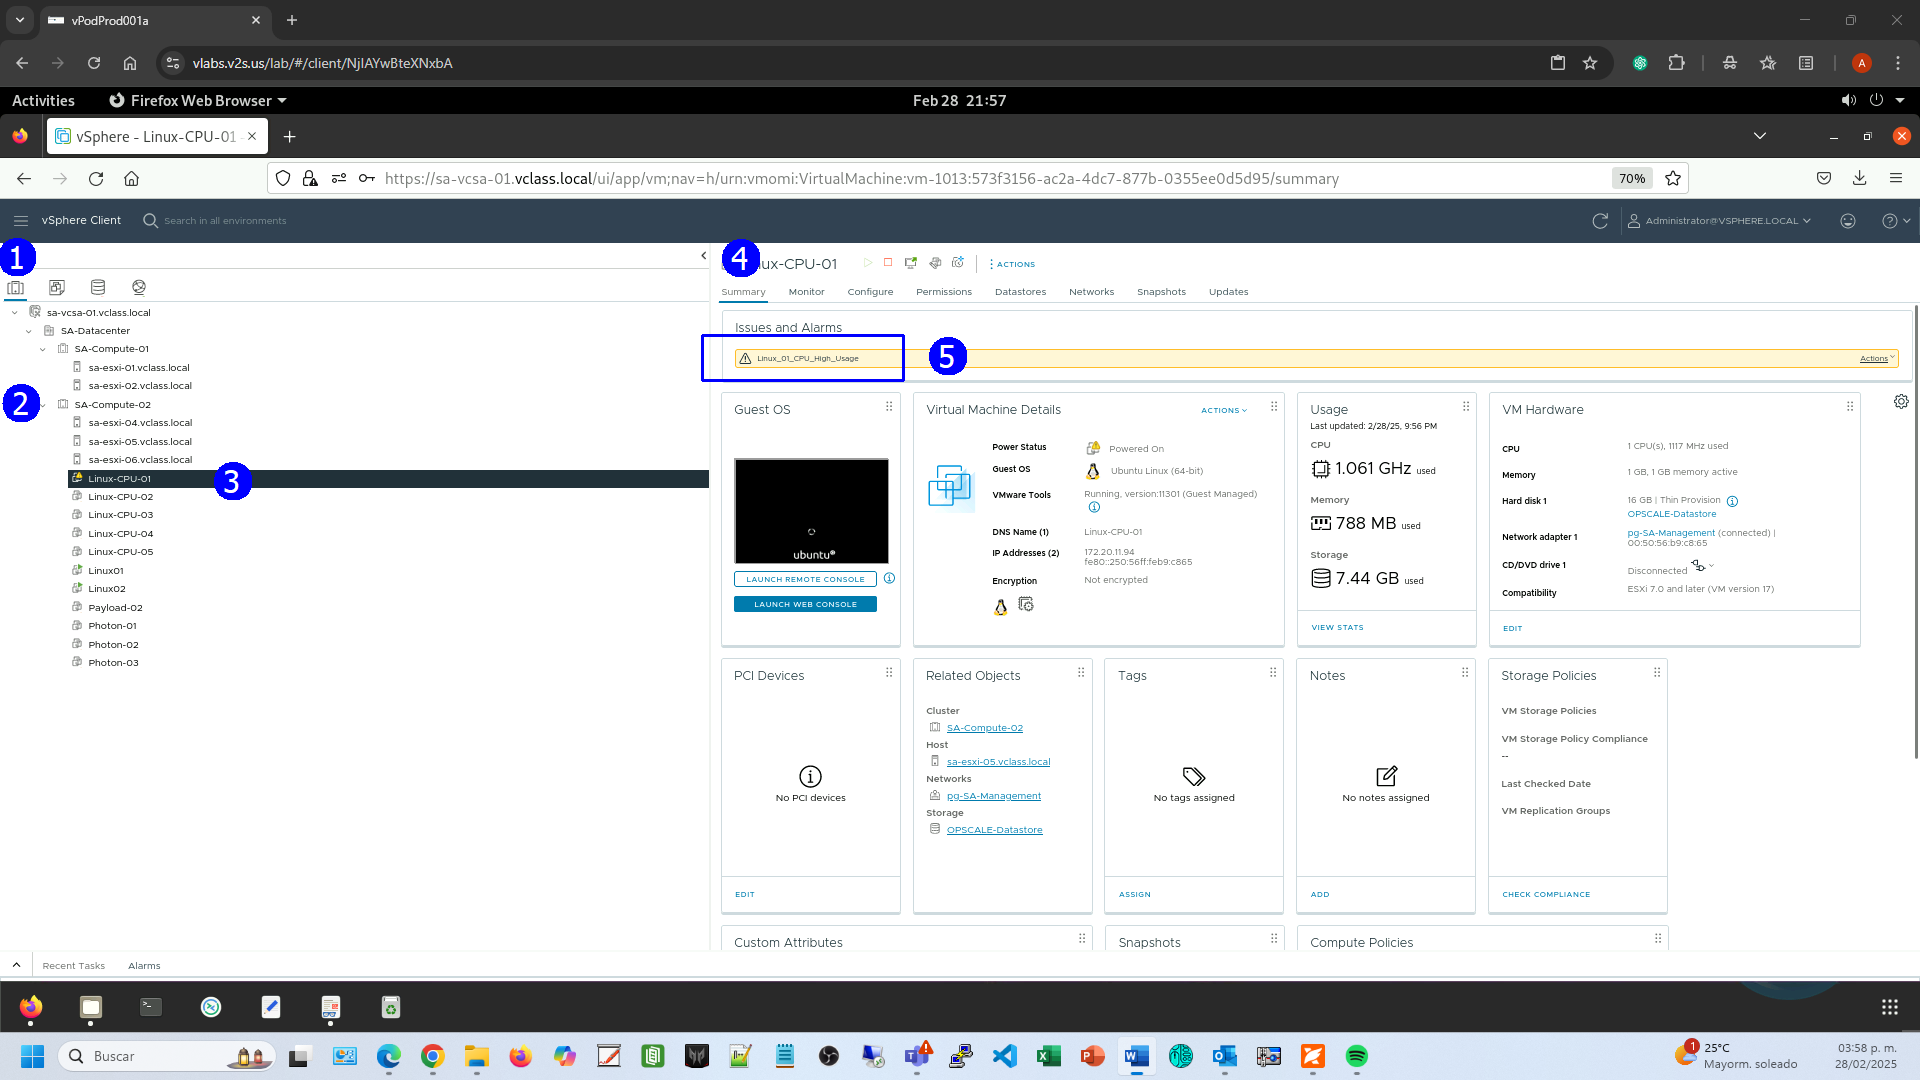 vPodProd001a
vlabs.v2s.us/lab/#/client/NjIAYwBteXNxbA
A
Activities
Firefox Web Browser
Feb 28 21:57
vSphere - Linux-CPU-01
https://sa-vcsa-01.vclass.local/ui/app/vm;nav=h/urn:vmomi:VirtualMachine:vm-1013:573f3156-ac2a-4dc7-877b-0355ee0d5d95/summary
70%
vSphere Client
Search in all environments
Administrator@VSPHERE.LOCAL
1
sa-vcsa-01.vclass.local
SA-Datacenter
SA-Compute-01
sa-esxi-01.vclass.local
sa-esxi-02.vclass.local
2
SA-Compute-02
sa-esxi-04.vclass.local
sa-esxi-05.vclass.local
sa-esxi-06.vclass.local
Linux-CPU-01
3
Linux-CPU-02
Linux-CPU-03
Linux-CPU-04
Linux-CPU-05
Linux01
Linux02
Payload-02
Photon-01
Photon-02
Photon-03
4
ux-CPU-01
ACTIONS
Summary
Monitor
Configure
Permissions
Datastores
Networks
Snapshots
Updates
Issues and Alarms
Linux_01_CPU_High_Usage
5
Actions
Guest OS
ubuntu
LAUNCH REMOTE CONSOLE
LAUNCH WEB CONSOLE
Virtual Machine Details
ACTIONS
Power Status
Powered On
Guest OS
Ubuntu Linux (64-bit)
VMware Tools
Running, version:11301 (Guest Managed)
DNS Name (1)
Linux-CPU-01
IP Addresses (2)
172.20.11.94
fe80::250:56ff:feb9:c865
Encryption
Not encrypted
Usage
Last updated: 2/28/25, 9:56 PM
CPU
1.061 GHz used
Memory
788 MB used
Storage
7.44 GB used
VIEW STATS
VM Hardware
CPU
1 CPU(s), 1117 MHz used
Memory
1 GB, 1 GB memory active
Hard disk 1
16 GB | Thin Provision
OPSCALE-Datastore
Network adapter 1
pg-SA-Management (connected) |
00:50:56:b9:c8:65
CD/DVD drive 1
Disconnected
Compatibility
ESXi 7.0 and later (VM version 17)
EDIT
PCI Devices
No PCI devices
EDIT
Related Objects
Cluster
SA-Compute-02
Host
sa-esxi-05.vclass.local
Networks
pg-SA-Management
Storage
OPSCALE-Datastore
Tags
No tags assigned
ASSIGN
Notes
No notes assigned
ADD
Storage Policies
VM Storage Policies
VM Storage Policy Compliance
--
Last Checked Date
VM Replication Groups
CHECK COMPLIANCE
Custom Attributes
Snapshots
Compute Policies
Recent Tasks
Alarms
Buscar
1
25°C
Mayorm. soleado
03:58 p. m.
28/02/2025